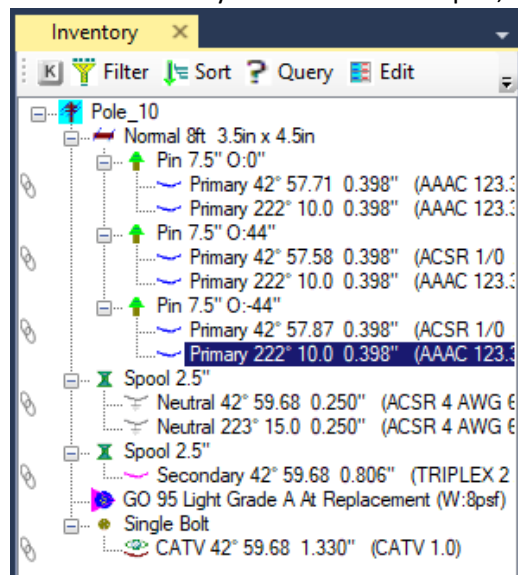 Inventory
K Filter Sort ? Query Edit
Pole_10
Normal 8ft 3.5in x 4.5in
Pin 7.5" O:0"
Primary 42° 57.71 0.398" (AAAC 123.3
Primary 222° 10.0 0.398" (AAAC 123.3
Pin 7.5" O:44"
Primary 42° 57.58 0.398" (ACSR 1/0
Primary 222° 10.0 0.398" (AAAC 123.3
Pin 7.5" O:-44"
Primary 42° 57.87 0.398" (ACSR 1/0
Primary 222° 10.0 0.398" (AAAC 123.3
Spool 2.5"
Neutral 42° 59.68 0.250" (ACSR 4 AWG 6
Neutral 223° 15.0 0.250" (ACSR 4 AWG 6
Spool 2.5"
Secondary 42° 59.68 0.806" (TRIPLEX 2
GO 95 Light Grade A At Replacement (W:8psf)
Single Bolt
CATV 42° 59.68 1.330" (CATV 1.0)